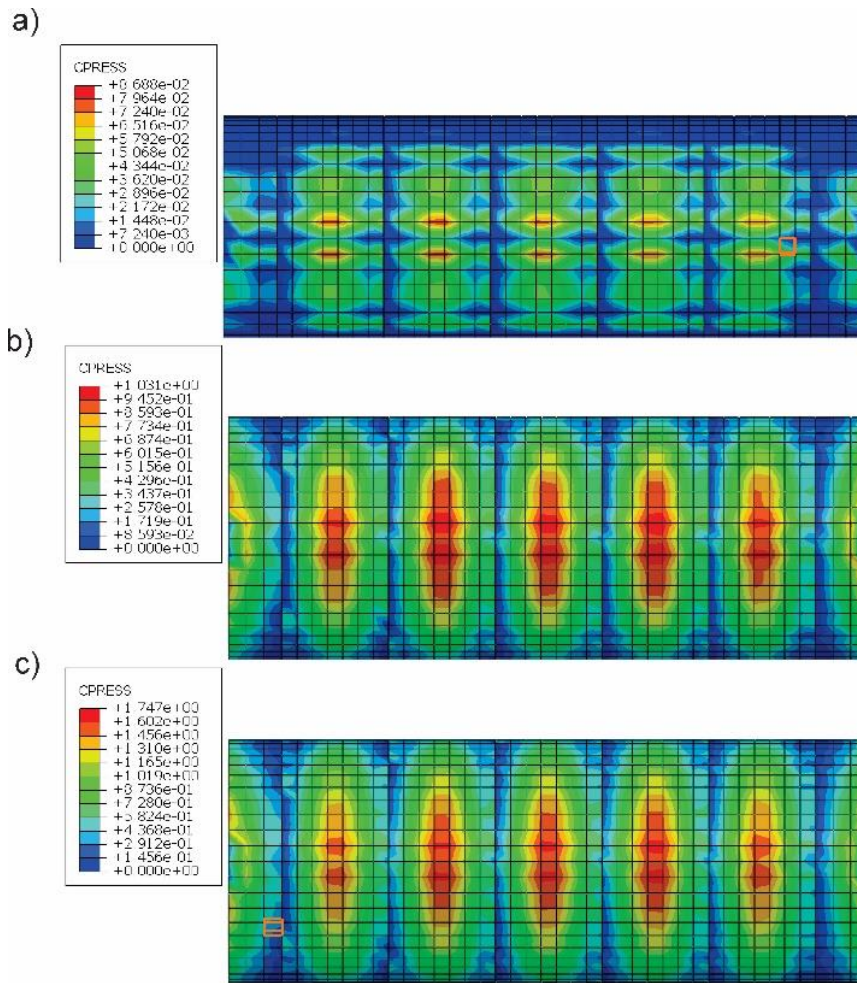 a)
CPRESS
+8 688e-02
+7 964e-02
+7 240e-02
+6 516e-02
+5 792e-02
+5 068e-02
+4 344e-02
+3 620e-02
+2 896e-02
+2 172e-02
+1 448e-02
+7 240e-03
+0 000e+00
b)
CPRESS
+1 031e+00
+9 452e-01
+8 593e-01
+7 734e-01
+6 874e-01
+6 015e-01
+5 156e-01
+4 296e-01
+3 437e-01
+2 578e-01
+1 719e-01
+8 593e-02
+0 000e+00
c)
CPRESS
+1 747e+00
+1 602e+00
+1 456e+00
+1 310e+00
+1 165e+00
+1 019e+00
+8 736e-01
+7 280e-01
+5 824e-01
+4 368e-01
+2 912e-01
+1 456e-01
+0 000e+00